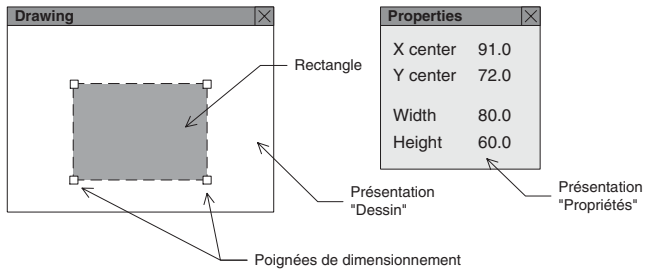 Drawing
Properties
Rectangle
X center 91.0
Y center 72.0
Width 80.0
Height 60.0
Présentation
"Dessin"
Présentation
"Propriétés"
Poignées de dimensionnement